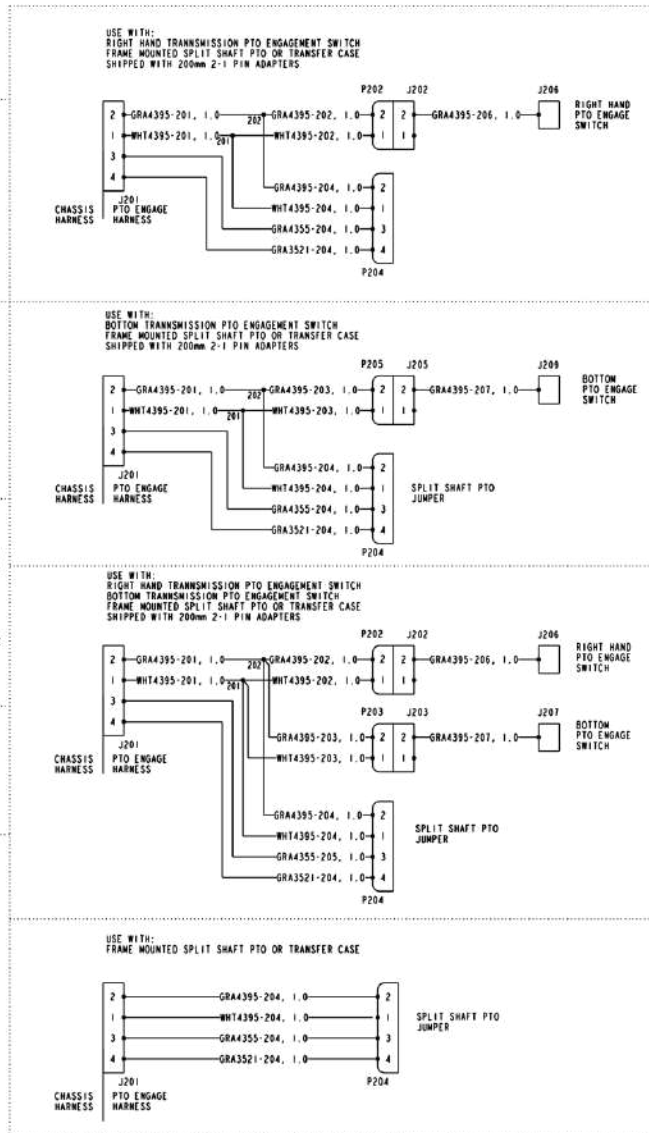 USE WITH:
RIGHT HAND TRANNSMISSION PTO ENGAGEMENT SWITCH
FRAME MOUNTED SPLIT SHAFT PTO OR TRANSFER CASE
SHIPPED WITH 200mm 2-1 PIN ADAPTERS
P202 J202 J206
2 GRA4395-201, 1.0 202 GRA4395-202, 1.0 2 2 GRA4395-206, 1.0 RIGHT HAND
PTO ENGAGE
SWITCH
1 WHT4395-201, 1.0 201 WHT4395-202, 1.0 1 1
3
4
GRA4395-204, 1.0 2
WHT4395-204, 1.0 1
GRA4355-204, 1.0 3
GRA3521-204, 1.0 4
J201
CHASSIS HARNESS
PTO ENGAGE HARNESS
P204
USE WITH:
BOTTOM TRANNSMISSION PTO ENGAGEMENT SWITCH
FRAME MOUNTED SPLIT SHAFT PTO OR TRANSFER CASE
SHIPPED WITH 200mm 2-1 PIN ADAPTERS
P205 J205 J209
2 GRA4395-201, 1.0 202 GRA4395-203, 1.0 2 2 GRA4395-207, 1.0 BOTTOM
PTO ENGAGE
SWITCH
1 WHT4395-201, 1.0 201 WHT4395-203, 1.0 1 1
3
4
GRA4395-204, 1.0 2
WHT4395-204, 1.0 1
GRA4355-204, 1.0 3
GRA3521-204, 1.0 4
SPLIT SHAFT PTO
JUMPER
J201
CHASSIS HARNESS
PTO ENGAGE HARNESS
P204
USE WITH:
RIGHT HAND TRANNSMISSION PTO ENGAGEMENT SWITCH
BOTTOM TRANNSMISSION PTO ENGAGEMENT SWITCH
FRAME MOUNTED SPLIT SHAFT PTO OR TRANSFER CASE
SHIPPED WITH 200mm 2-1 PIN ADAPTERS
P202 J202 J206
2 GRA4395-201, 1.0 202 GRA4395-202, 1.0 2 2 GRA4395-206, 1.0 RIGHT HAND
PTO ENGAGE
SWITCH
1 WHT4395-201, 1.0 201 WHT4395-202, 1.0 1 1
3
4
P203 J203 J207
GRA4395-203, 1.0 2 2 GRA4395-207, 1.0 BOTTOM
PTO ENGAGE
SWITCH
WHT4395-203, 1.0 1 1
J201
CHASSIS HARNESS
PTO ENGAGE HARNESS
GRA4395-204, 1.0 2
WHT4395-204, 1.0 1
GRA4355-205, 1.0 3
GRA3521-204, 1.0 4
SPLIT SHAFT PTO
JUMPER
P204
USE WITH:
FRAME MOUNTED SPLIT SHAFT PTO OR TRANSFER CASE
2 GRA4395-204, 1.0 2
1 WHT4395-204, 1.0 1
3 GRA4355-204, 1.0 3
4 GRA3521-204, 1.0 4
SPLIT SHAFT PTO
JUMPER
J201
P204
CHASSIS HARNESS
PTO ENGAGE HARNESS